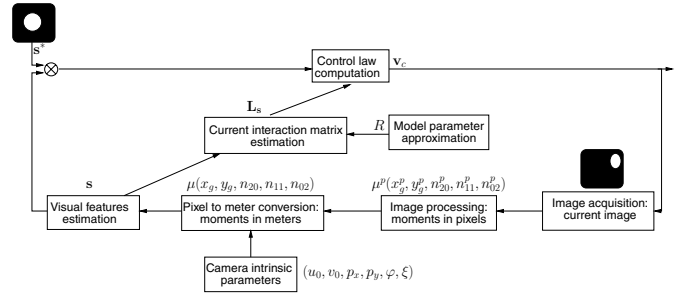 s*
Control law
computation
v_c
L_s
Current interaction matrix
estimation
R
Model parameter
approximation
s
μ(x_g, y_g, n_20, n_11, n_02)
μ^p(x_g^p, y_g^p, n_20^p, n_11^p, n_02^p)
Visual features
estimation
Pixel to meter conversion:
moments in meters
Image processing:
moments in pixels
Image acquisition:
current image
Camera intrinsic
parameters
(u_0, v_0, p_x, p_y, φ, ξ)